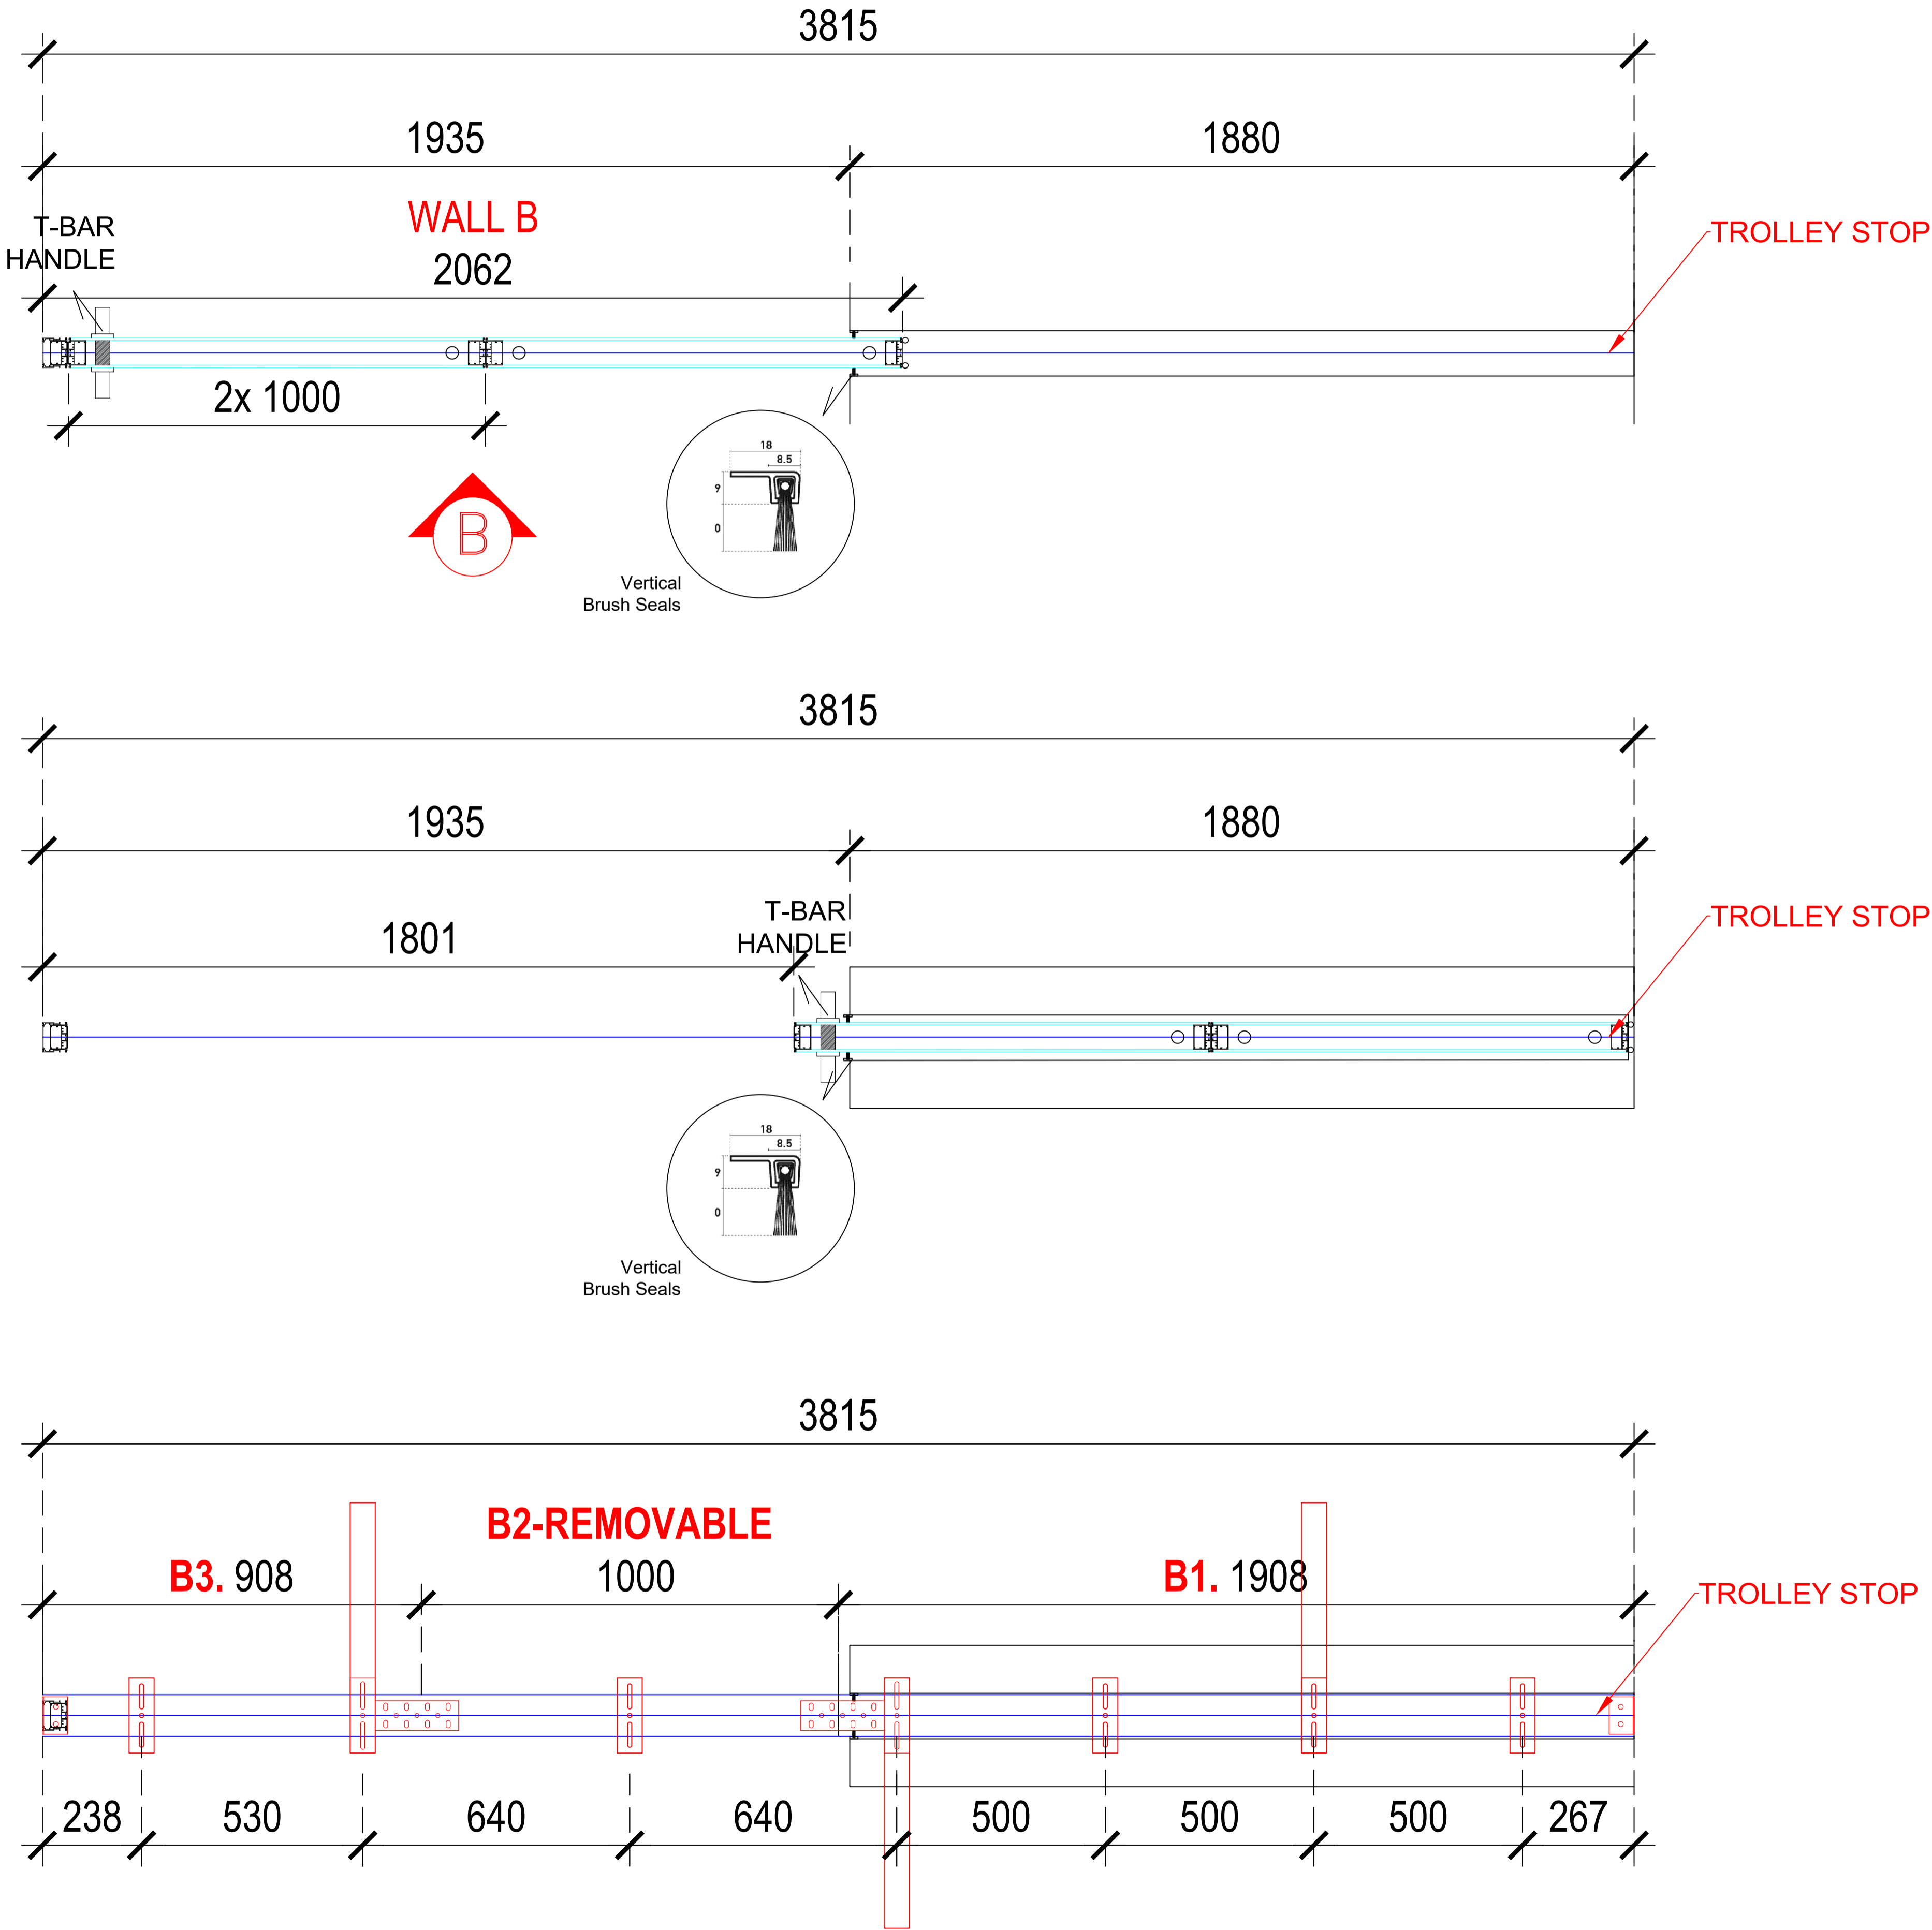 3815
1935
1880
T-BAR
HANDLE
WALL B
2062
TROLLEY STOP
2x 1000
B
18
8.5
9
0
Vertical
Brush Seals
3815
1935
1880
1801
T-BAR
HANDLE
TROLLEY STOP
18
8.5
9
0
Vertical
Brush Seals
3815
B2-REMOVABLE
B3. 908
1000
B1. 1908
TROLLEY STOP
238
530
640
640
500
500
500
267